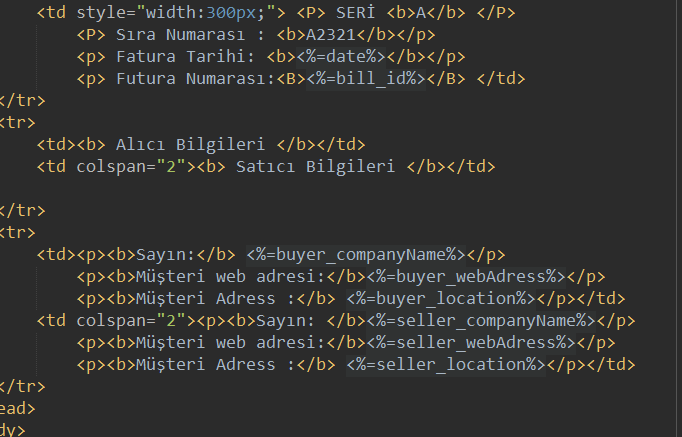 <td style="width:300px;"> <P> SERİ <b>A</b> </P>
<P> Sıra Numarası : <b>A2321</b></p>
<p> Fatura Tarihi: <b><%=date%></b></p>
<p> Futura Numarası:<B><%=bill_id%></B> </td>
</tr>
<tr>
<td><b> Alıcı Bilgileri </b></td>
<td colspan="2"><b> Satıcı Bilgileri </b></td>
</tr>
<tr>
<td><p><b>Sayın:</b> <%=buyer_companyName%></p>
<p><b>Müşteri web adresi:</b><%=buyer_webAdress%></p>
<p><b>Müşteri Adress :</b> <%=buyer_location%></p></td>
<td colspan="2"><p><b>Sayın: </b><%=seller_companyName%></p>
<p><b>Müşteri web adresi:</b><%=seller_webAdress%></p>
<p><b>Müşteri Adress :</b> <%=seller_location%></p></td>
</tr>
ead>
dy>